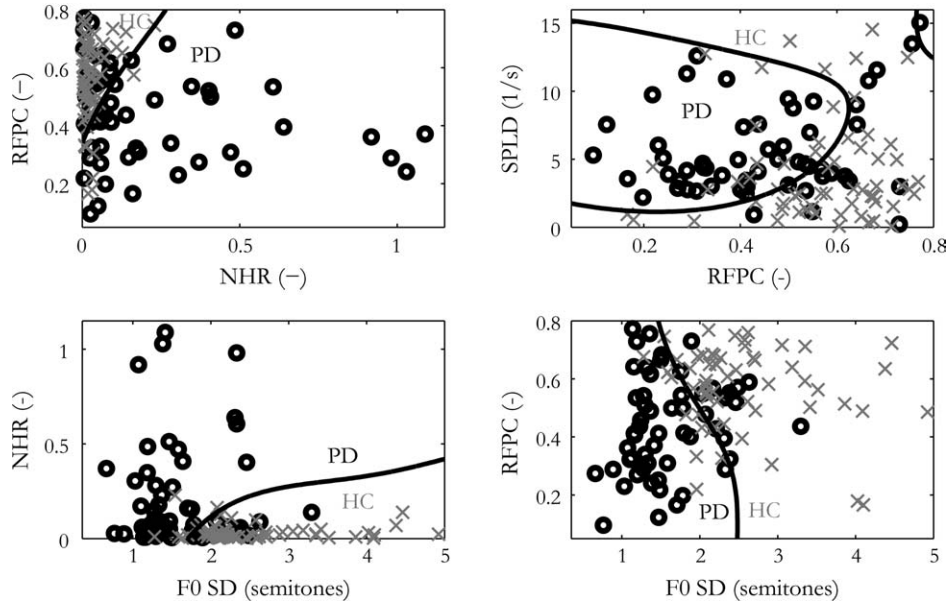 0.8
0.6
0.4
0.2
RFPC (–)
HC
PD
0
0.5
1
NHR (–)
15
10
5
0
SPLD (1/s)
HC
PD
0.2
0.4
0.6
0.8
RFPC (-)
1
0.5
0
NHR (-)
PD
HC
1
2
3
4
5
F0 SD (semitones)
0.8
0.6
0.4
0.2
RFPC (-)
PD
HC
1
2
3
4
5
F0 SD (semitones)